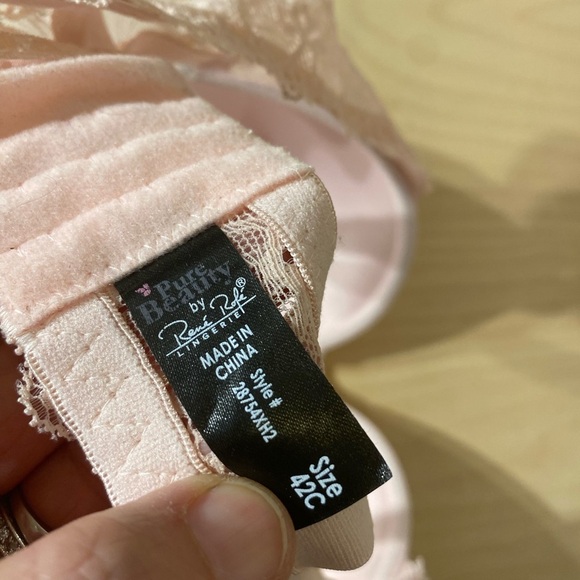 Pure
Beauty
by
René Rofé®
LINGERIE
MADE IN
CHINA
Style#
28754XH2
Size
42C